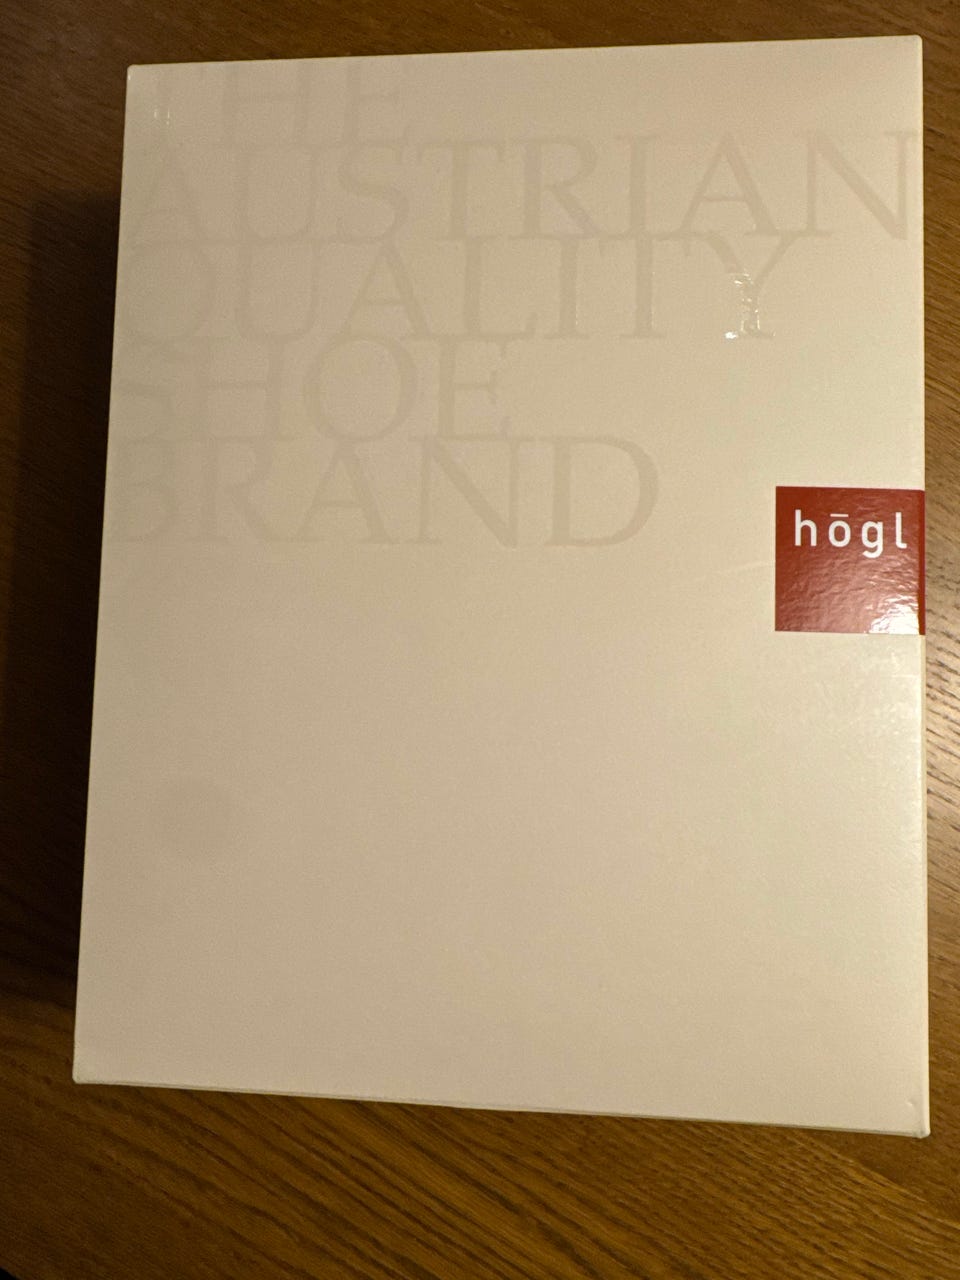 THE
AUSTRIAN
QUALITY
SHOE
BRAND
hōgl